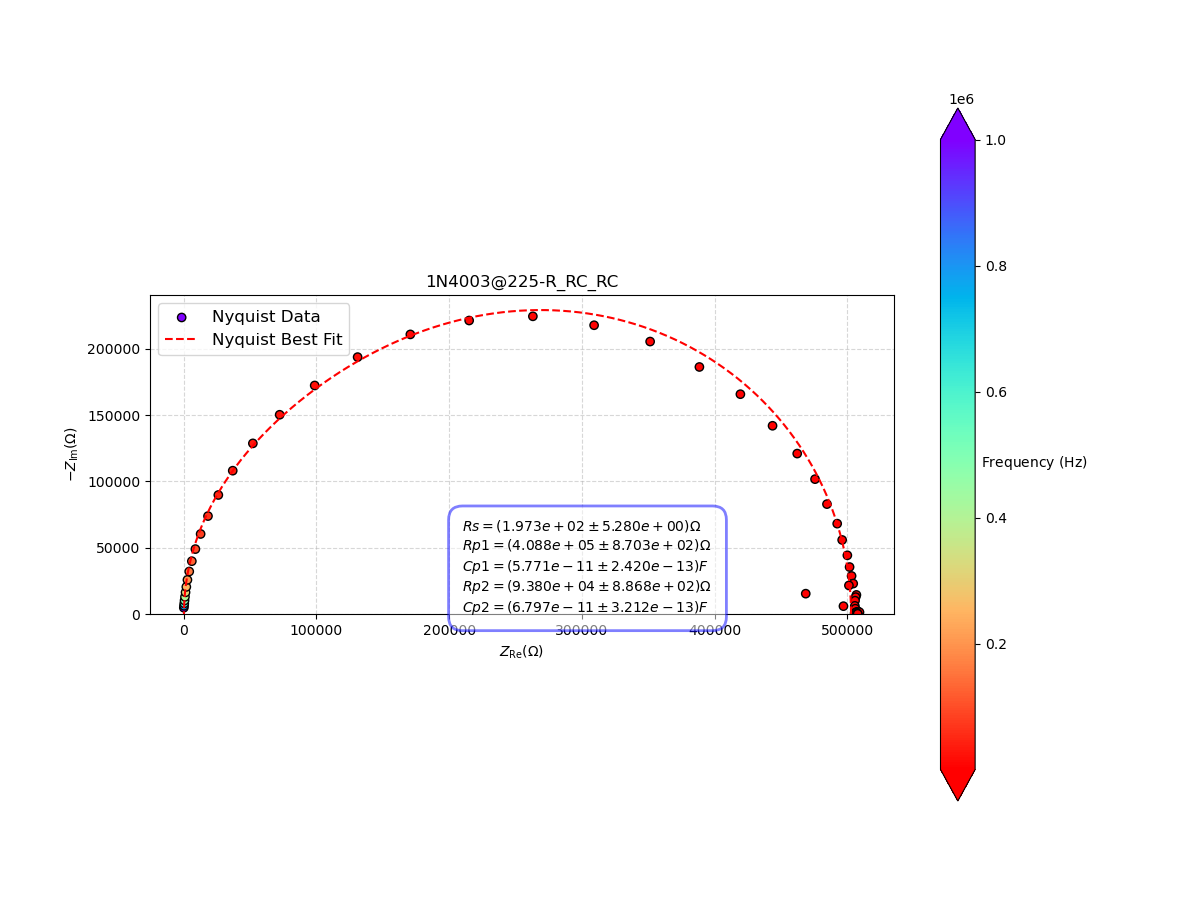 1e6
1.0
0.8
0.6
0.4
0.2
Frequency (Hz)
1N4003@225-R_RC_RC
Nyquist Data
Nyquist Best Fit
200000
150000
100000
50000
0
−Z_Im(Ω)
Rs = (1.973e + 02 ± 5.280e + 00)Ω
Rp1 = (4.088e + 05 ± 8.703e + 02)Ω
Cp1 = (5.771e − 11 ± 2.420e − 13)F
Rp2 = (9.380e + 04 ± 8.868e + 02)Ω
Cp2 = (6.797e − 11 ± 3.212e − 13)F
0 100000 200000 300000 400000 500000
Z_Re(Ω)